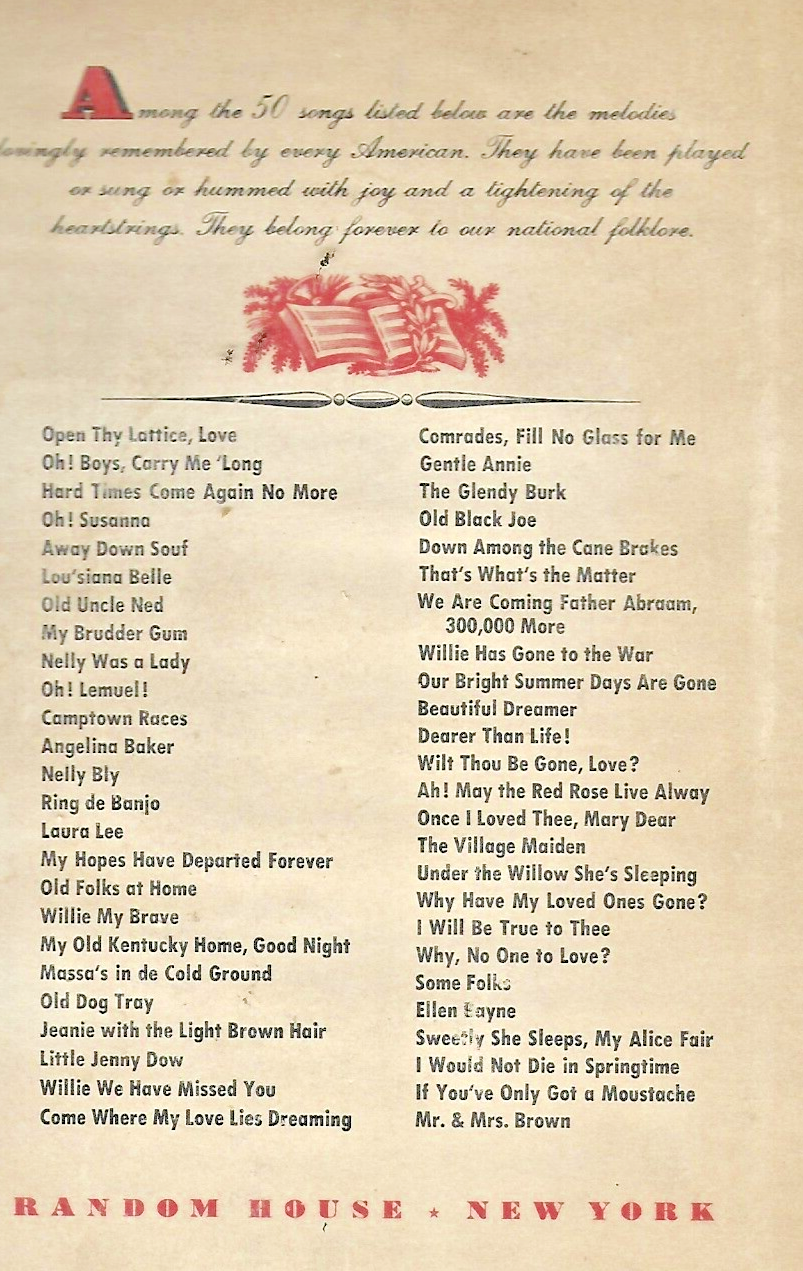 Among the 50 songs listed below are the melodies
lovingly remembered by every American. They have been played
or sung or hummed with joy and a tightening of the
heartstrings. They belong forever to our national folklore.
Open Thy Lattice, Love
Oh! Boys, Carry Me 'Long
Hard Times Come Again No More
Oh! Susanna
Away Down Souf
Lou'siana Belle
Old Uncle Ned
My Brudder Gum
Nelly Was a Lady
Oh! Lemuel!
Camptown Races
Angelina Baker
Nelly Bly
Ring de Banjo
Laura Lee
My Hopes Have Departed Forever
Old Folks at Home
Willie My Brave
My Old Kentucky Home, Good Night
Massa's in de Cold Ground
Old Dog Tray
Jeanie with the Light Brown Hair
Little Jenny Dow
Willie We Have Missed You
Come Where My Love Lies Dreaming
Comrades, Fill No Glass for Me
Gentle Annie
The Glendy Burk
Old Black Joe
Down Among the Cane Brakes
That's What's the Matter
We Are Coming Father Abraam,
300,000 More
Willie Has Gone to the War
Our Bright Summer Days Are Gone
Beautiful Dreamer
Dearer Than Life!
Wilt Thou Be Gone, Love?
Ah! May the Red Rose Live Alway
Once I Loved Thee, Mary Dear
The Village Maiden
Under the Willow She's Sleeping
Why Have My Loved Ones Gone?
I Will Be True to Thee
Why, No One to Love?
Some Folks
Ellen Bayne
Sweetly She Sleeps, My Alice Fair
I Would Not Die in Springtime
If You've Only Got a Moustache
Mr. & Mrs. Brown
RANDOM HOUSE ★ NEW YORK